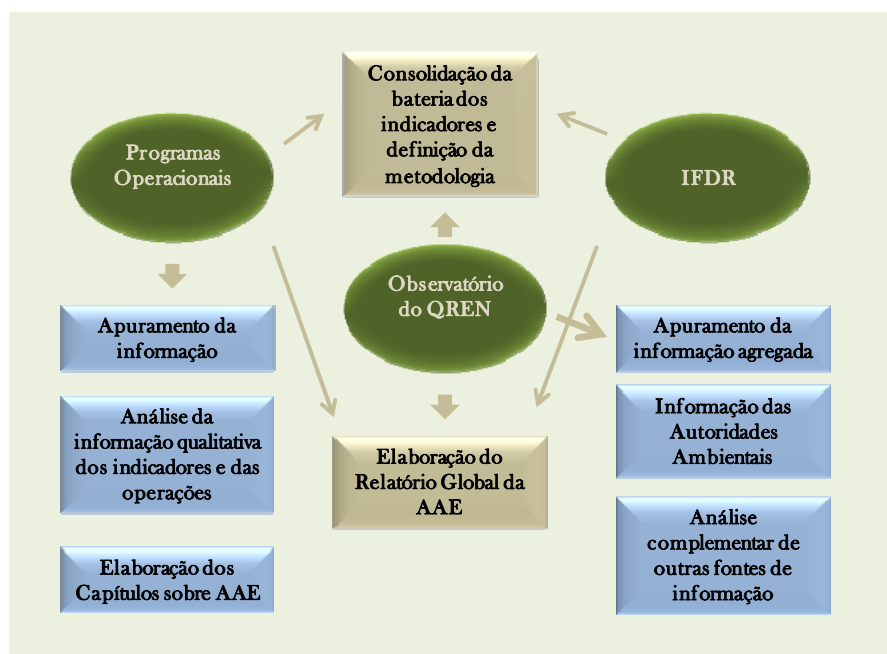 Consolidação da
bateria dos
indicadores e
definição da
metodologia
Programas
Operacionais
IFDR
Observatório
do QREN
Apuramento da
informação
Análise da
informação qualitativa
dos indicadores e das
operações
Elaboração dos
Capítulos sobre AAE
Elaboração do
Relatório Global da
AAE
Apuramento da
informação agregada
Informação das
Autoridades
Ambientais
Análise
complementar de
outras fontes de
informação